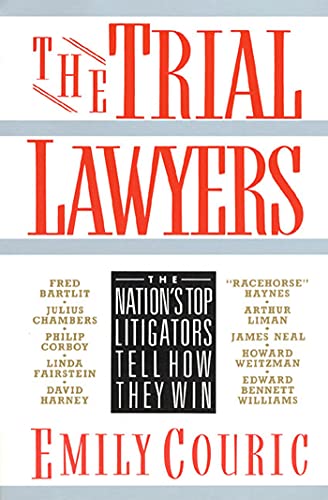 THE TRIAL
LAWYERS
FRED
BARTLIT
•
JULIUS
CHAMBERS
•
PHILIP
CORBOY
•
LINDA
FAIRSTEIN
•
DAVID
HARNEY
THE
NATION'S TOP
LITIGATORS
TELL HOW
THEY WIN
"RACEHORSE"
HAYNES
•
ARTHUR
LIMAN
•
JAMES NEAL
•
HOWARD
WEITZMAN
•
EDWARD
BENNETT
WILLIAMS
EMILY COURIC